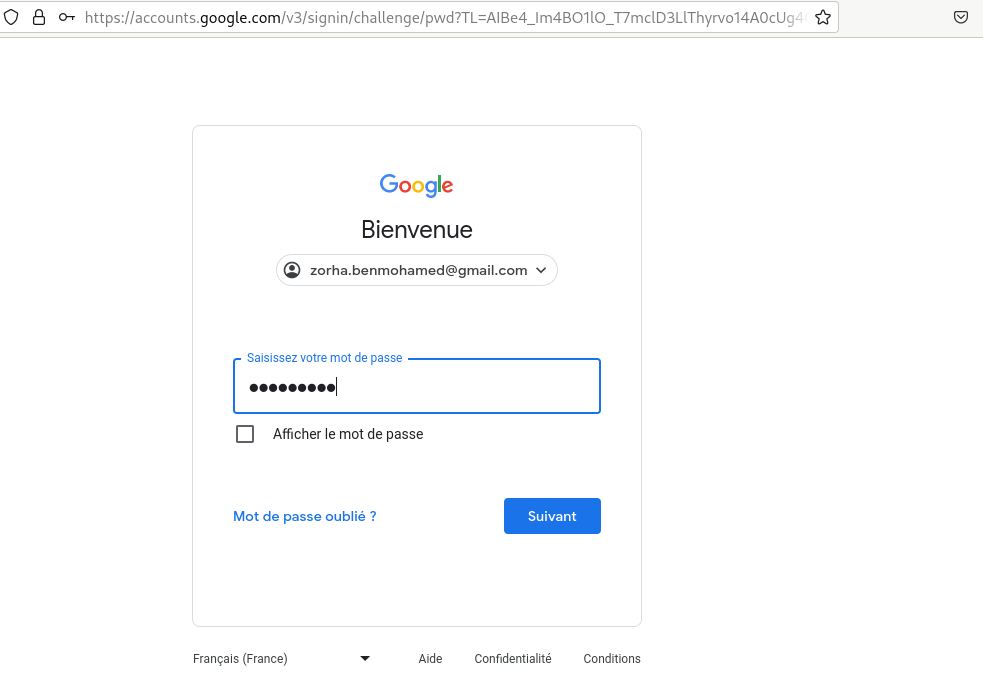 https://accounts.google.com/v3/signin/challenge/pwd?TL=AIBe4_Im4BO1lO_T7mclD3LlThyrvo14A0cUg4
Google
Bienvenue
zorha.benmohamed@gmail.com
Saisissez votre mot de passe
●●●●●●●●●
Afficher le mot de passe
Mot de passe oublié ?
Suivant
Français (France)
Aide
Confidentialité
Conditions